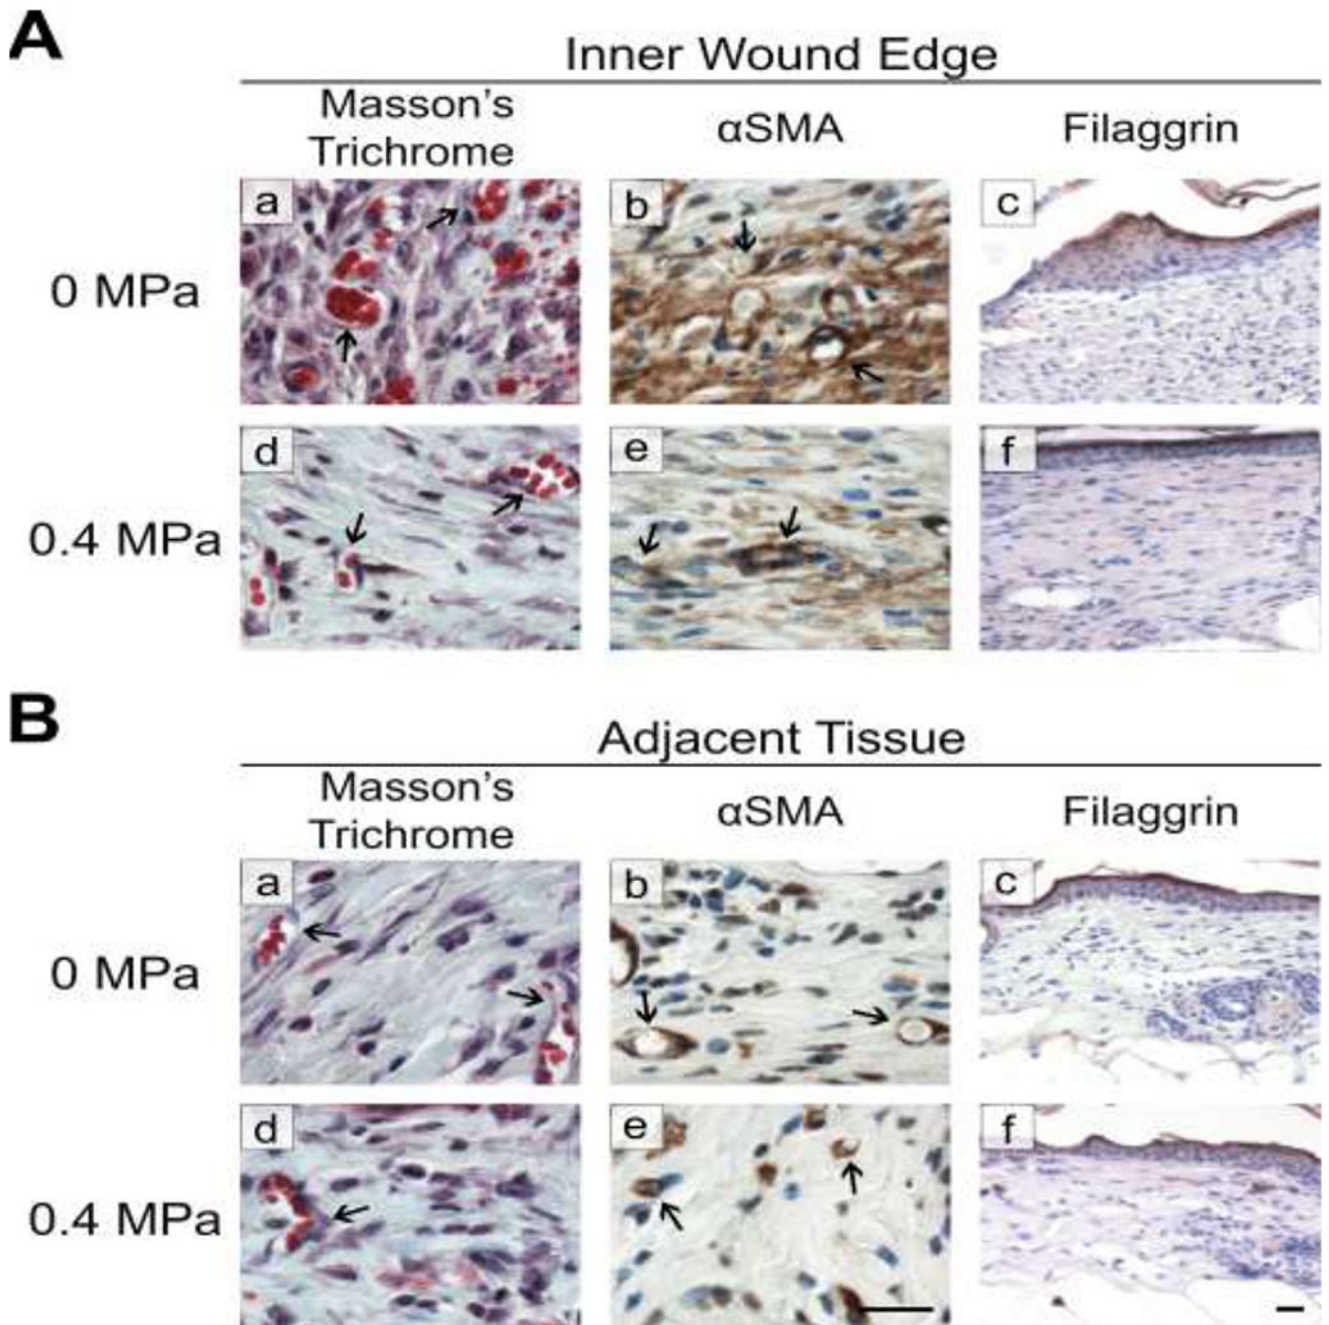 A
Inner Wound Edge
Masson's
Trichrome
αSMA
Filaggrin
0 MPa
a
b
c
0.4 MPa
d
e
f
B
Adjacent Tissue
Masson's
Trichrome
αSMA
Filaggrin
0 MPa
a
b
c
0.4 MPa
d
e
f